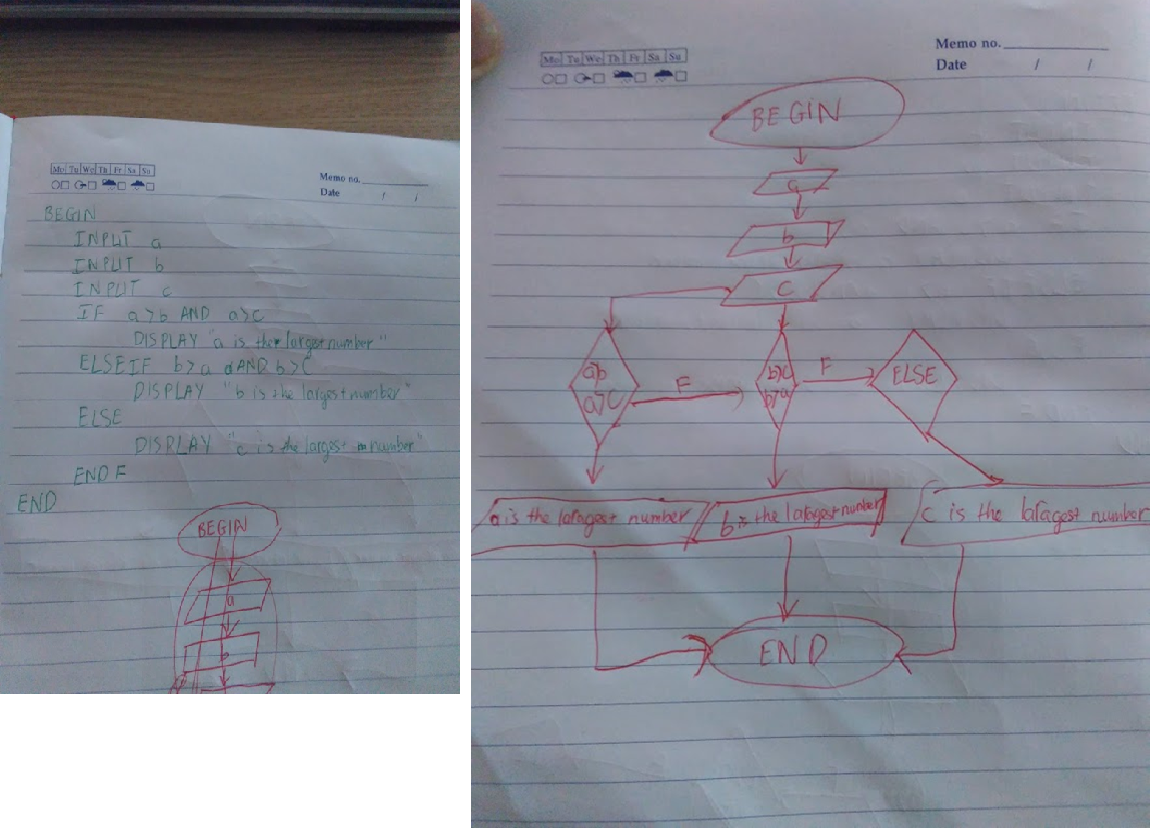 Mo Tu We Th Fr Sa Su
Memo no.
Date / /
BEGIN
INPUT a
INPUT b
INPUT c
IF a>b AND a>c
DISPLAY "a is the largest number"
ELSEIF b>a AND b>c
DISPLAY "b is the largest number"
ELSE
DISPLAY "c is the largest number"
END F
END
BEGIN
a
Mo Tu We Th Fr Sa Su
Memo no.
Date / /
BEGIN
a
b
C
a>C
F
b>C
b>a
F
ELSE
a is the laragest number
b is the laragest number
c is the laragest number
END